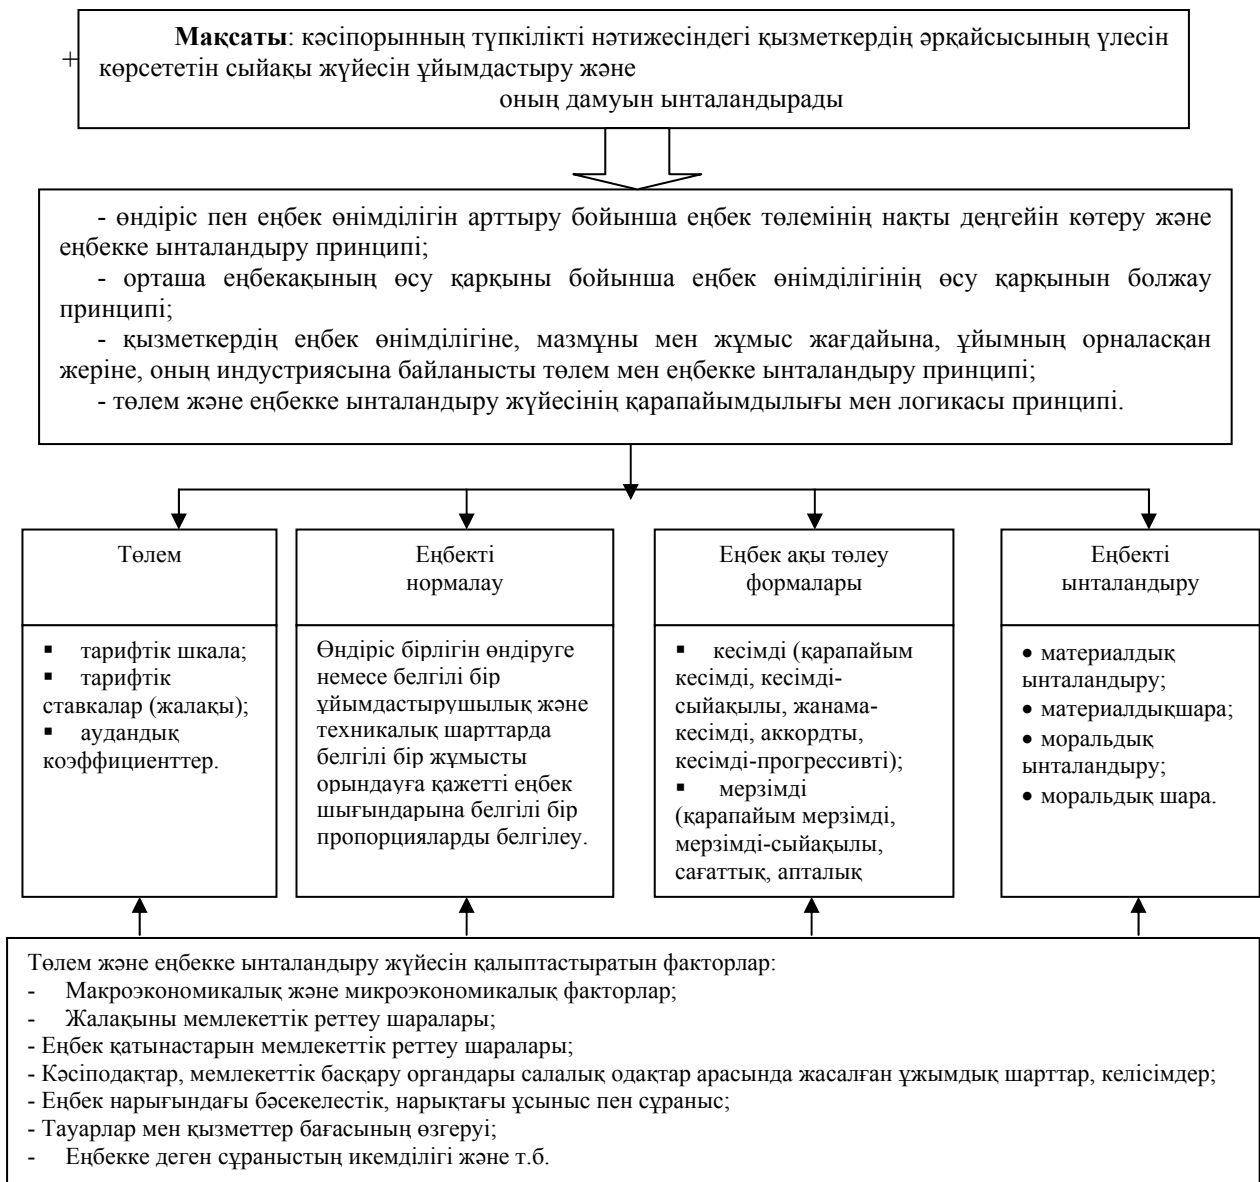 Мақсаты: кәсіпорынның түпкілікті нәтижесіндегі қызметкердің әрқайсысының үлесін
+
көрсететін сыйақы жүйесін ұйымдастыру және
оның дамуын ынталандырады
- өндіріс пен еңбек өнімділігін арттыру бойынша еңбек төлемінің нақты деңгейін көтеру және
еңбекке ынталандыру принципі;
- орташа еңбекақының өсу қарқыны бойынша еңбек өнімділігінің өсу қарқынын болжау
принципі;
- қызметкердің еңбек өнімділігіне, мазмұны мен жұмыс жағдайына, ұйымның орналасқан
жеріне, оның индустриясына байланысты төлем мен еңбекке ынталандыру принципі;
- төлем және еңбекке ынталандыру жүйесінің қарапайымдылығы мен логикасы принципі.
Төлем
▪ тарифтік шкала;
▪ тарифтік
ставкалар (жалақы);
▪ аудандық
коэффициенттер.
Еңбекті
нормалау
Өндіріс бірлігін өндіруге
немесе белгілі бір
ұйымдастырушылық және
техникалық шарттарда
белгілі бір жұмысты
орындауға қажетті еңбек
шығындарына белгілі бір
пропорцияларды белгілеу.
Еңбек ақы төлеу
формалары
▪ кесімді (қарапайым
кесімді, кесімді-
сыйақылы, жанама-
кесімді, аккордты,
кесімді-прогрессивті);
▪ мерзімді
(қарапайым мерзімді,
мерзімді-сыйақылы,
сағаттық, апталық
Еңбекті
ынталандыру
• материалдық
ынталандыру;
• материалдықшара;
• моральдық
ынталандыру;
• моральдық шара.
Төлем және еңбекке ынталандыру жүйесін қалыптастыратын факторлар:
- Макроэкономикалық және микроэкономикалық факторлар;
- Жалақыны мемлекеттік реттеу шаралары;
- Еңбек қатынастарын мемлекеттік реттеу шаралары;
- Кәсіподақтар, мемлекеттік басқару органдары салалық одақтар арасында жасалған ұжымдық шарттар, келісімдер;
- Еңбек нарығындағы бәсекелестік, нарықтағы ұсыныс пен сұраныс;
- Тауарлар мен қызметтер бағасының өзгеруі;
- Еңбекке деген сұраныстың икемділігі және т.б.